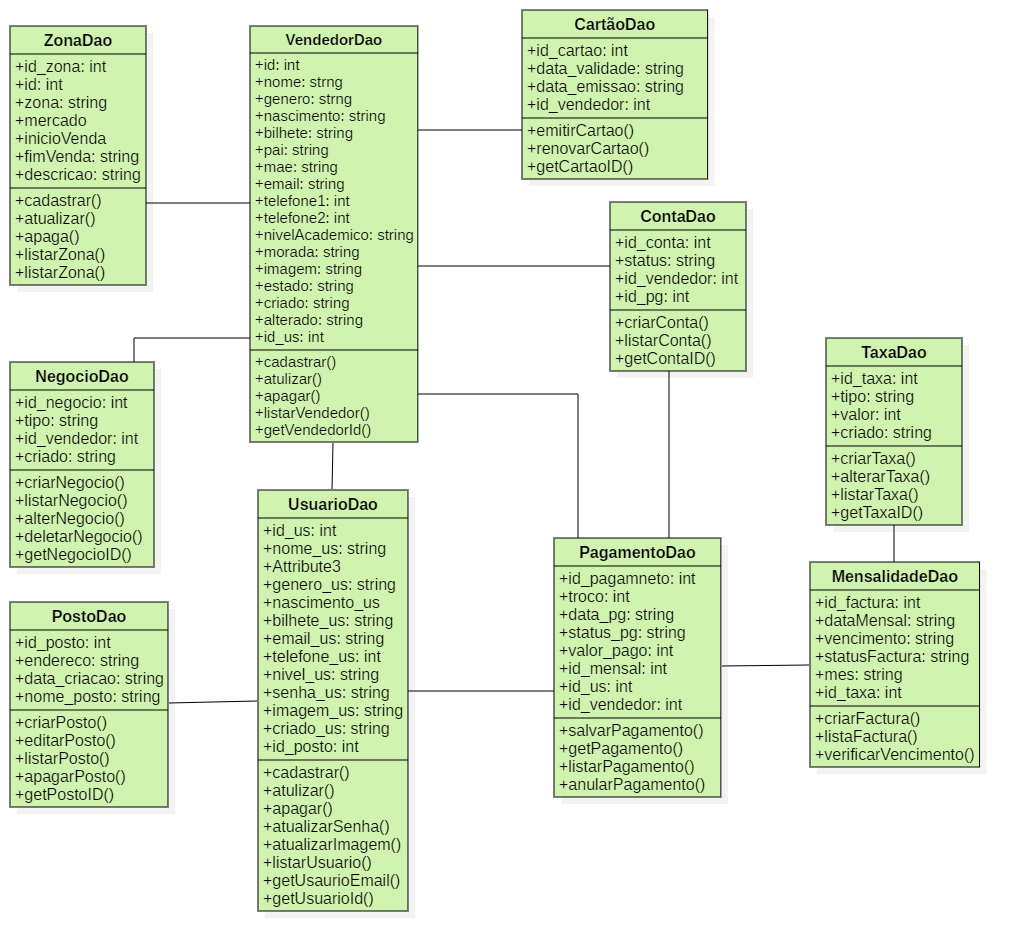 ZonaDao
+id_zona: int
+id: int
+zona: string
+mercado
+inicioVenda
+fimVenda: string
+descricao: string
+cadastrar()
+atualizar()
+apaga()
+listarZona()
+listarZona()
VendedorDao
+id: int
+nome: strng
+genero: strng
+nascimento: string
+bilhete: string
+pai: string
+mae: string
+email: string
+telefone1: int
+telefone2: int
+nivelAcademico: string
+morada: string
+imagem: string
+estado: string
+criado: string
+alterado: string
+id_us: int
+cadastrar()
+atulizar()
+apagar()
+listarVendedor()
+getVendedorId()
CartãoDao
+id_cartao: int
+data_validade: string
+data_emissao: string
+id_vendedor: int
+emitirCartao()
+renovarCartao()
+getCartaoID()
ContaDao
+id_conta: int
+status: string
+id_vendedor: int
+id_pg: int
+criarConta()
+listarConta()
+getContaID()
NegocioDao
+id_negocio: int
+tipo: string
+id_vendedor: int
+criado: string
+criarNegocio()
+listarNegocio()
+alterNegocio()
+deletarNegocio()
+getNegocioID()
TaxaDao
+id_taxa: int
+tipo: string
+valor: int
+criado: string
+criarTaxa()
+alterarTaxa()
+listarTaxa()
+getTaxaID()
UsuarioDao
+id_us: int
+nome_us: string
+Attribute3
+genero_us: string
+nascimento_us
+bilhete_us: string
+email_us: string
+telefone_us: int
+nivel_us: string
+senha_us: string
+imagem_us: string
+criado_us: string
+id_posto: int
+cadastrar()
+atulizar()
+apagar()
+atualizarSenha()
+atualizarImagem()
+listarUsuario()
+getUsaurioEmail()
+getUsuarioId()
PagamentoDao
+id_pagamneto: int
+troco: int
+data_pg: string
+status_pg: string
+valor_pago: int
+id_mensal: int
+id_us: int
+id_vendedor: int
+salvarPagamento()
+getPagamento()
+listarPagamento()
+anularPagamento()
MensalidadeDao
+id_factura: int
+dataMensal: string
+vencimento: string
+statusFactura: string
+mes: string
+id_taxa: int
+criarFactura()
+listaFactura()
+verificarVencimento()
PostoDao
+id_posto: int
+endereco: string
+data_criacao: string
+nome_posto: string
+criarPosto()
+editarPosto()
+listarPosto()
+apagarPosto()
+getPostoID()